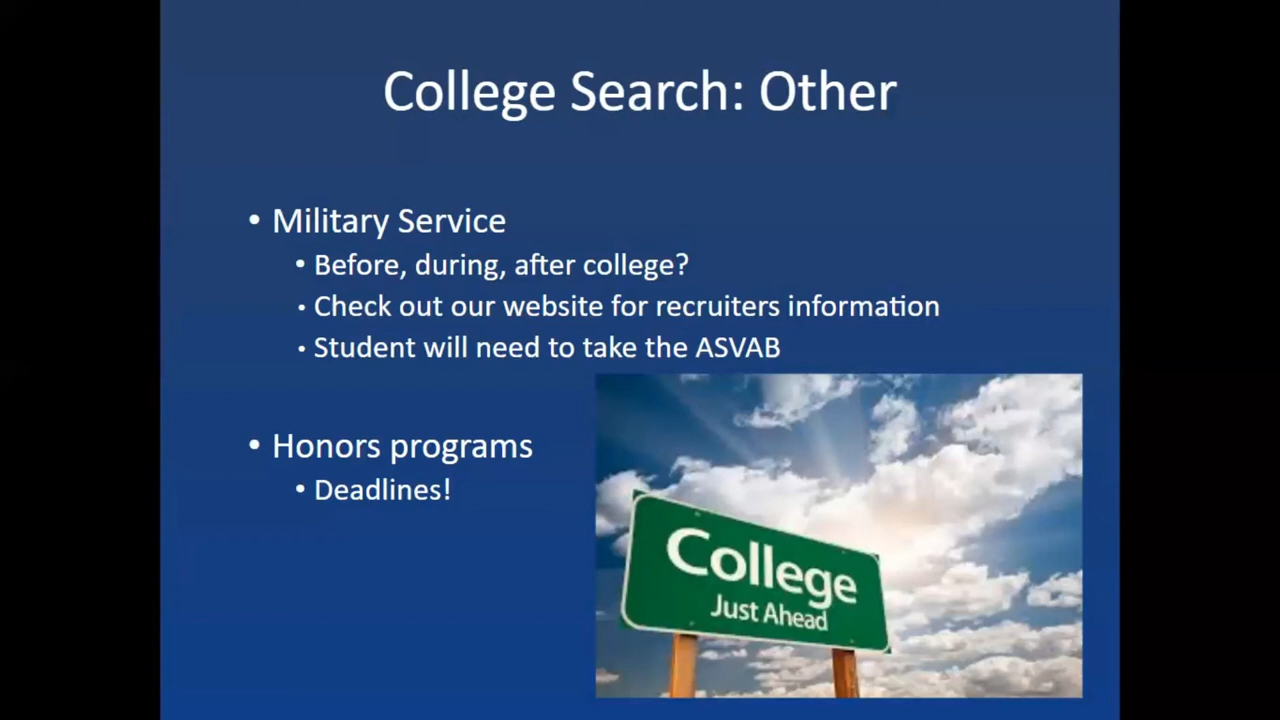 College Search: Other
• Military Service
• Before, during, after college?
• Check out our website for recruiters information
• Student will need to take the ASVAB
• Honors programs
• Deadlines!
College
Just Ahead